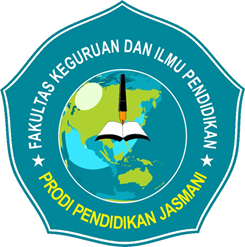 FAKULTAS KEGURUAN DAN ILMU PENDIDIKAN
PRODI PENDIDIKAN JASMANI